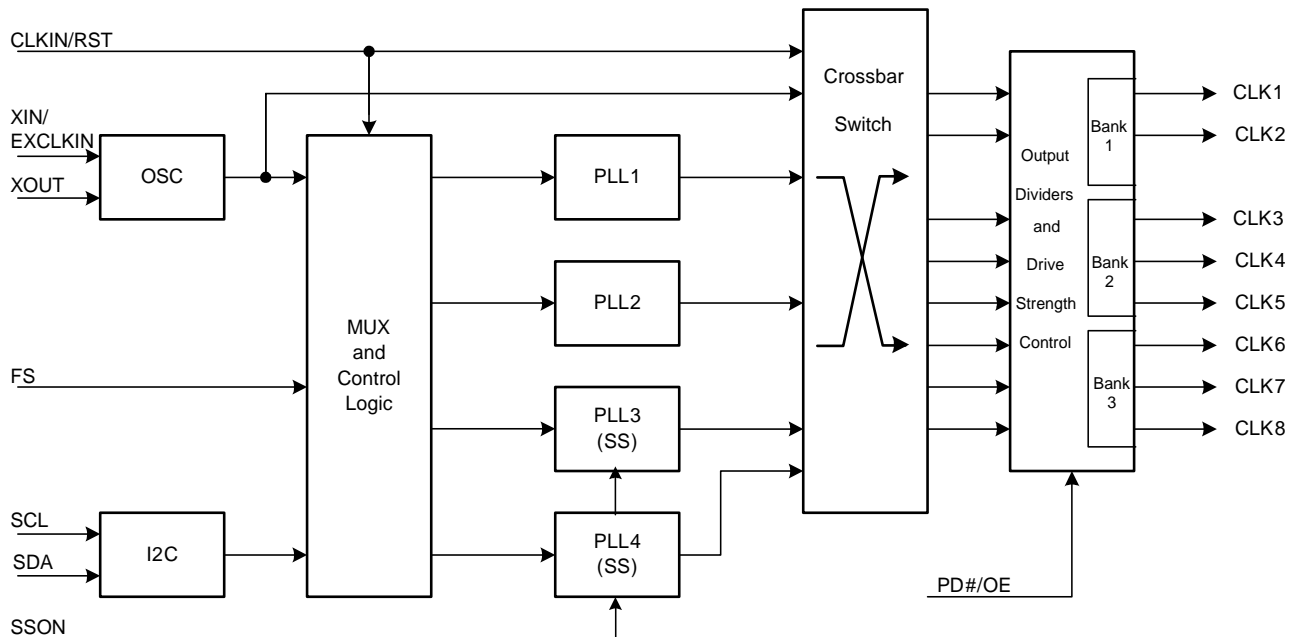 CLKIN/RST
XIN/
EXCLKIN
XOUT
OSC
FS
SCL
SDA
I2C
SSON
MUX
and
Control
Logic
PLL1
PLL2
PLL3
(SS)
PLL4
(SS)
Crossbar
Switch
Output
Dividers
and
Drive
Strength
Control
Bank
1
Bank
2
Bank
3
CLK1
CLK2
CLK3
CLK4
CLK5
CLK6
CLK7
CLK8
PD#/OE